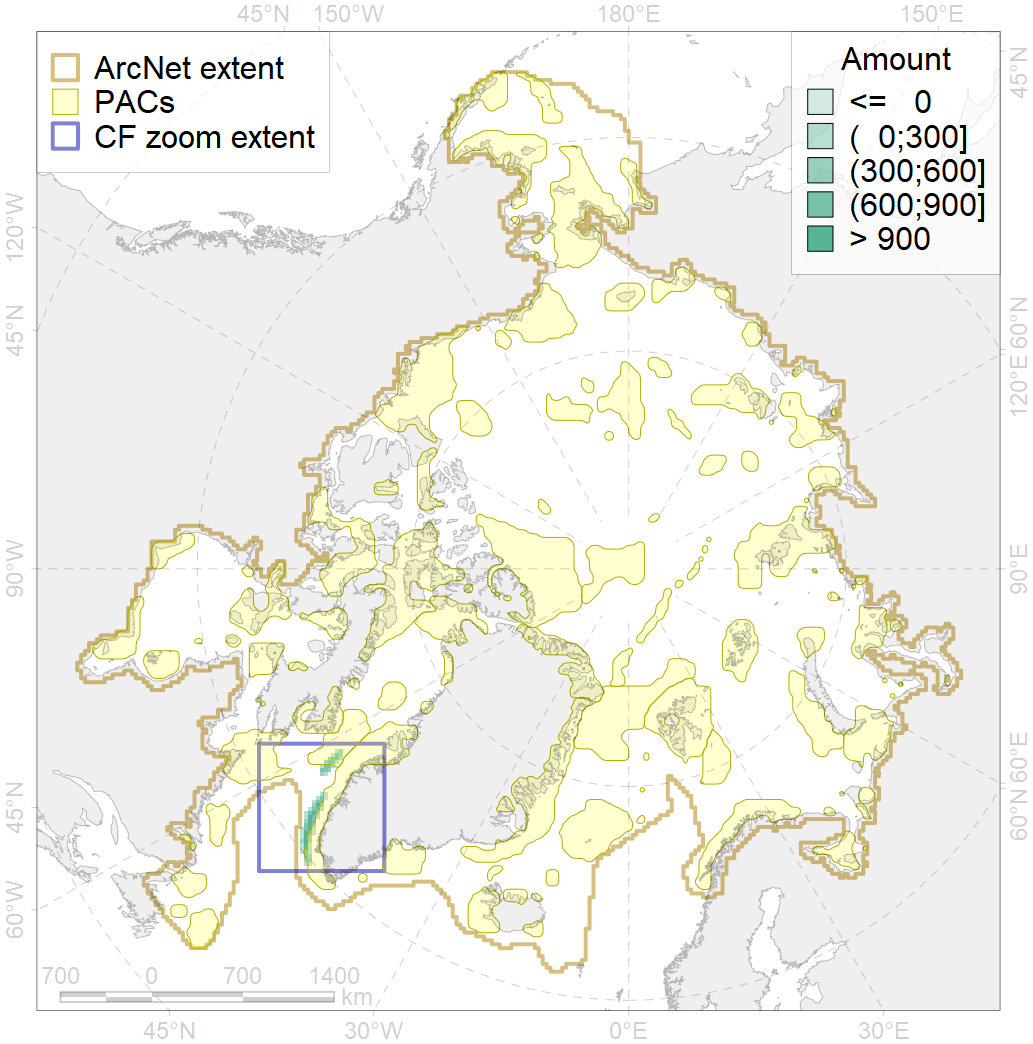 45°N 150°W 180°E 150°E
ArcNet extent
PACs
CF zoom extent
Amount
<= 0
( 0;300]
(300;600]
(600;900]
> 900
45°N
120°W
45°N
60°N
120°E
90°W
90°E
60°N
45°N
60°E
60°W
700 0 700 1400
km
45°N 30°W 0°E 30°E